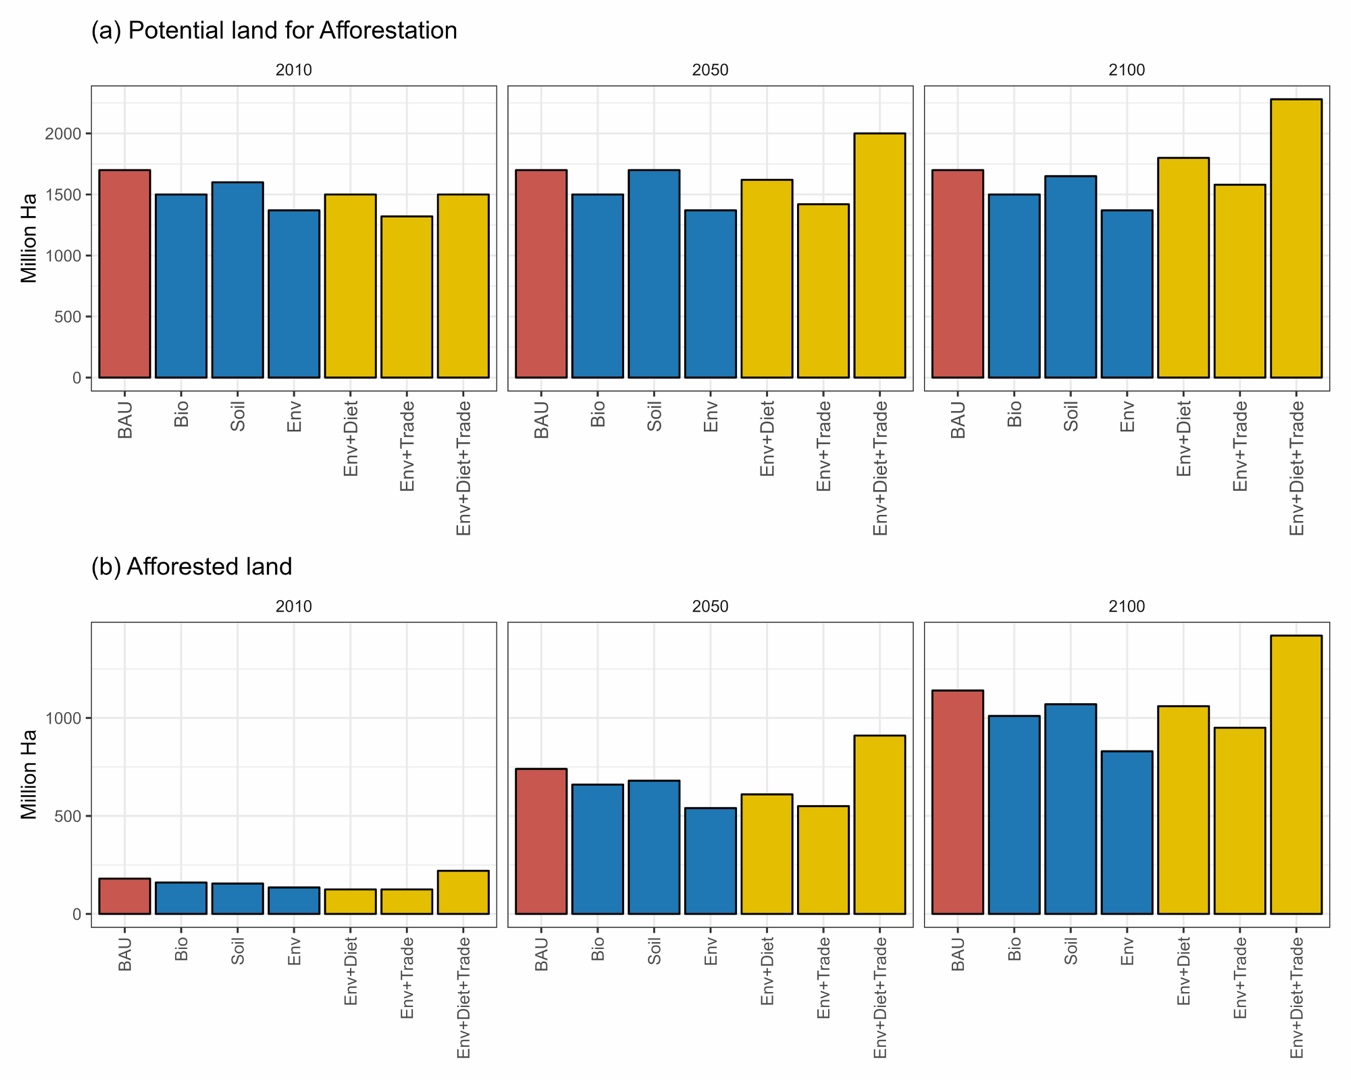 (a) Potential land for Afforestation
2010 2050 2100
Million Ha
2000
1500
1000
500
0
BAU Bio Soil Env Env+Diet Env+Trade Env+Diet+Trade BAU Bio Soil Env Env+Diet Env+Trade Env+Diet+Trade BAU Bio Soil Env Env+Diet Env+Trade Env+Diet+Trade
(b) Afforested land
2010 2050 2100
Million Ha
1000
500
0
BAU Bio Soil Env Env+Diet Env+Trade Env+Diet+Trade BAU Bio Soil Env Env+Diet Env+Trade Env+Diet+Trade BAU Bio Soil Env Env+Diet Env+Trade Env+Diet+Trade